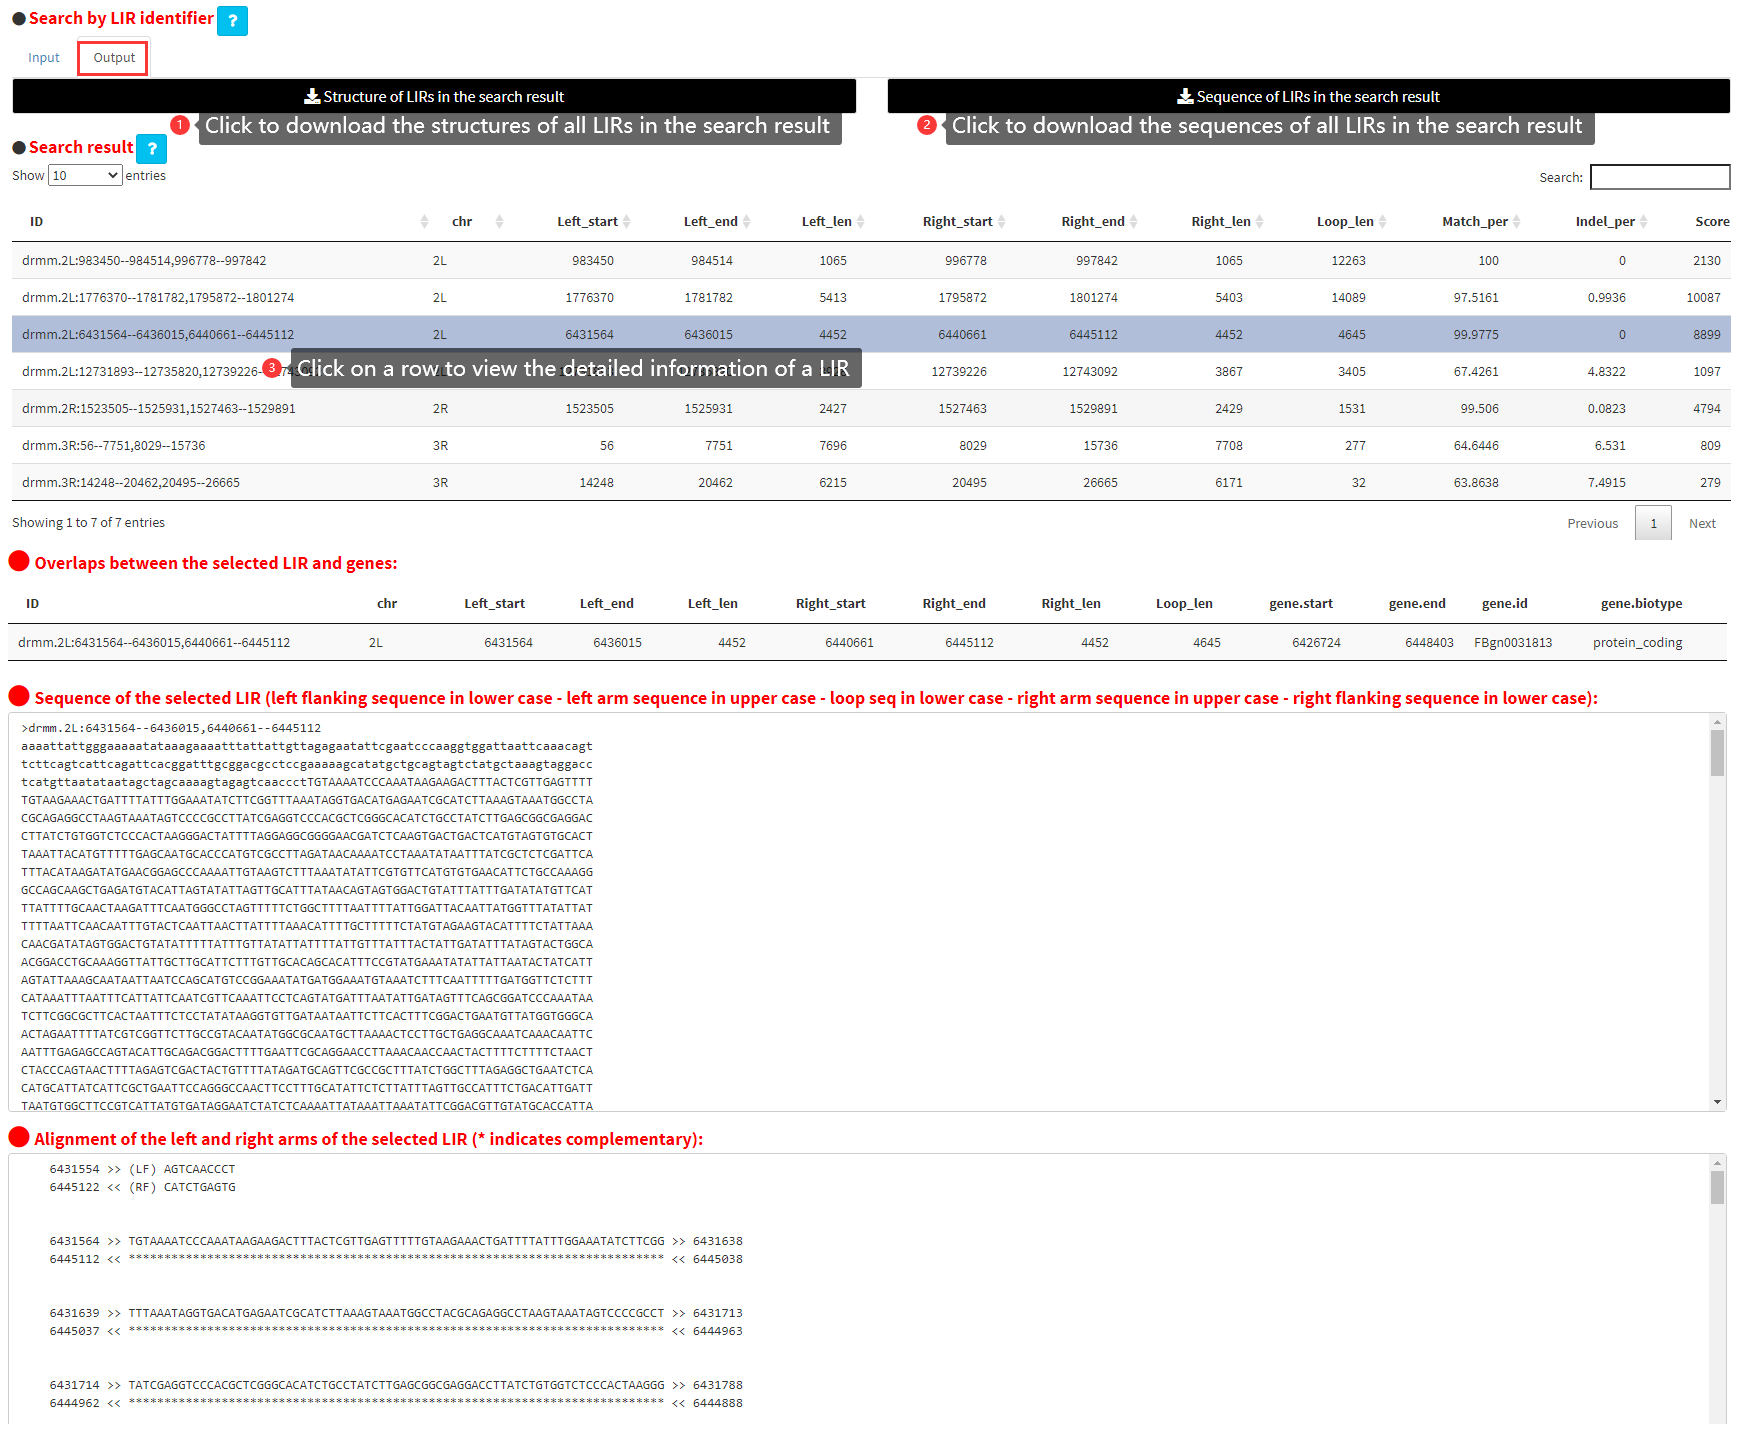 Search by LIR identifier ?
Input Output
Structure of LIRs in the search result Sequence of LIRs in the search result
1 Click to download the structures of all LIRs in the search result 2 Click to download the sequences of all LIRs in the search result
Search result ?
Show 10 entries Search:
ID chr Left_start Left_end Left_len Right_start Right_end Right_len Loop_len Match_per Indel_per Score
drmm.2L:983450--984514,996778--997842 2L 983450 984514 1065 996778 997842 1065 12263 100 0 2130
drmm.2L:1776370--1781782,1795872--1801274 2L 1776370 1781782 5413 1795872 1801274 5403 14089 97.5161 0.9936 10087
drmm.2L:6431564--6436015,6440661--6445112 2L 6431564 6436015 4452 6440661 6445112 4452 4645 99.9775 0 8899
3 Click on a row to view the detailed information of a LIR
drmm.2L:12731893--12735820,12739226-- 12739226 12743092 3867 3405 67.4261 4.8322 1097
drmm.2R:1523505--1525931,1527463--1529891 2R 1523505 1525931 2427 1527463 1529891 2429 1531 99.506 0.0823 4794
drmm.3R:56--7751,8029--15736 3R 56 7751 7696 8029 15736 7708 277 64.6446 6.531 809
drmm.3R:14248--20462,20495--26665 3R 14248 20462 6215 20495 26665 6171 32 63.8638 7.4915 279
Showing 1 to 7 of 7 entries Previous 1 Next
Overlaps between the selected LIR and genes:
ID chr Left_start Left_end Left_len Right_start Right_end Right_len Loop_len gene.start gene.end gene.id gene.biotype
drmm.2L:6431564--6436015,6440661--6445112 2L 6431564 6436015 4452 6440661 6445112 4452 4645 6426724 6448403 FBgn0031813 protein_coding
Sequence of the selected LIR (left flanking sequence in lower case - left arm sequence in upper case - loop seq in lower case - right arm sequence in upper case - right flanking sequence in lower case):
>drmm.2L:6431564--6436015,6440661--6445112
aaaattattgggaaaaatataaagaaaatttattattgttagagaatattcgaatcccaaggtggattaattcaaacagt
tcttcagtcattcagattcacggatttgcggacgcctccgaaaaagcatatgctgcagtagtctatgctaaagtaggacc
tcatgttaatataatagctagcaaaagtagagtcaacccttTGTAAAATCCCAAATAAGAAGACTTTACTCGTTGAGTTTT
TGTAAGAAACTGATTTTATTTGGAAATATCTTCGGTTTAAATAGGTGACATGAGAATCGCATCTTAAAGTAAATGGCCTA
CGCAGAGGCCTAAGTAAATAGTCCCCGCCTTATCGAGGTCCCACGCTCGGGCACATCTGCCTATCTTGAGCGGCGAGGAC
CTTATCTGTGGTCTCCCACTAAGGGACTATTTTAGGAGGCGGGGAACGATCTCAAGTGACTGACTCATGTAGTGTGCACT
TAAATTACATGTTTTTGAGCAATGCACCCATGTCGCCTTAGATAACAAAATCCTAAATATAATTTATCGCTCTCGATTCA
TTTACATAAGATATGAACGGAGCCCAAAATTGTAAGTCTTTAAATATATTCGTGTTCATGTGTGAACATTCTGCCAAAGG
GCCAGCAAGCTGAGATGTACATTAGTATATTAGTTGCATTTATAACAGTAGTGGACTGTATTTATTTGATATATGTTCAT
TTATTTTGCAACTAAGATTTCAATGGGCCTAGTTTTTCTGGCTTTTAATTTTATTGGATTACAATTATGGTTTATATTAT
TTTTAATTCAACAATTTGTACTCAATTAACTTATTTTAAACATTTTGCTTTTTCTATGTAGAAGTACATTTTCTATTAAA
CAACGATATAGTGGACTGTATATTTTTATTTGTTATATTATTTTATTGTTTATTTACTATTGATATTTATAGTACTGGCA
ACGGACCTGCAAAGGTTATTGCTTGCATTCTTTGTTGCACAGCACATTTCCGTATGAAATATATTATTAATACTATCATT
AGTATTAAAGCAATAATTAATCCAGCATGTCCGGAAATATGATGGAAATGTAAATCTTTCAATTTTTGATGGTTCTCTTT
CATAAATTTAATTTCATTATTCAATCGTTCAAATTCCTCAGTATGATTTAATATTGATAGTTTCAGCGGATCCCAAATAA
TCTTCGGCGCTTCACTAATTTCTCCTATATAAGGTGTTGATAATAATTCTTCACTTTCGGACTGAATGTTATGGTGGGCA
ACTAGAATTTTATCGTCGGTTCTTGCCGTACAATATGGCGCAATGCTTAAAACTCCTTGCTGAGGCAAATCAAACAATTC
AATTTGAGAGCCAGTACATTGCAGACGGACTTTTGAATTCGCAGGAACCTTAAACAACCAACTACTTTTCTTTTCTAACT
CTACCCAGTAACTTTTAGAGTCGACTACTGTTTTATAGATGCAGTTCGCCGCTTTATCTGGCTTTAGAGGCTGAATCTCA
CATGCATTATCATTCGCTGAATTCCAGGGCCAACTTCCTTTGCATATTCTCTTATTTAGTTGCCATTTCTGACATTGATT
TAATGTGGCTTCCGTCATTATGTGATAGGAATCTATCTCAAAATTATAAATTAAATATTCGGACGTTGTATGCACCATTA
Alignment of the left and right arms of the selected LIR (* indicates complementary):
6431554 >> (LF) AGTCAACCCT
6445122 << (RF) CATCTGAGTG
6431564 >> TGTAAAATCCCAAATAAGAAGACTTTACTCGTTGAGTTTTTGTAAGAAACTGATTTTATTTGGAAATATCTTCGG >> 6431638
6445112 << *************************************************************************** << 6445038
6431639 >> TTTAAATAGGTGACATGAGAATCGCATCTTAAAGTAAATGGCCTACGCAGAGGCCTAAGTAAATAGTCCCCGCCT >> 6431713
6445037 << *************************************************************************** << 6444963
6431714 >> TATCGAGGTCCCACGCTCGGGCACATCTGCCTATCTTGAGCGGCGAGGACCTTATCTGTGGTCTCCCACTAAGGG >> 6431788
6444962 << *************************************************************************** << 6444888